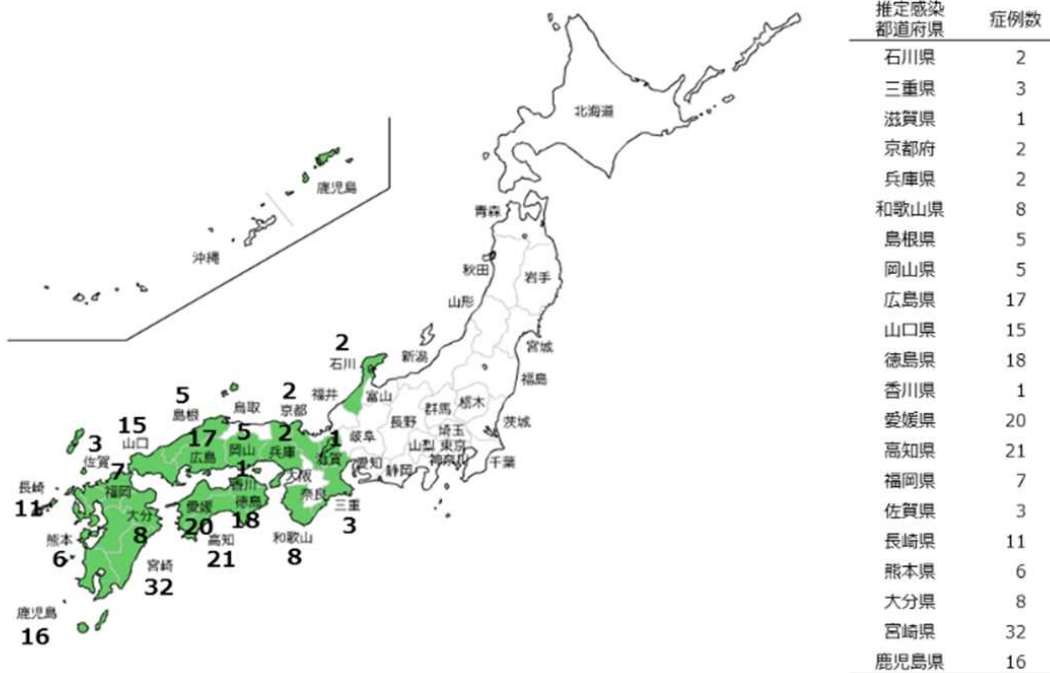 北海道
鹿児島
沖縄
青森
秋田
岩手
山形
宮城
2
石川
新潟
福島
5
島根
鳥取
2
京都
福井
富山
群馬
栃木
茨城
長野
埼玉
15
山口
17
広島
5
岡山
2
兵庫
1
滋賀
岐阜
山梨
東京
神奈川
千葉
3
佐賀
7
福岡
1
香川
大阪
愛知
静岡
長崎
11
愛媛
20
徳島
18
奈良
三重
3
大分
8
高知
21
和歌山
8
熊本
6
宮崎
32
鹿児島
16
推定感染
都道府県 症例数
石川県 2
三重県 3
滋賀県 1
京都府 2
兵庫県 2
和歌山県 8
島根県 5
岡山県 5
広島県 17
山口県 15
徳島県 18
香川県 1
愛媛県 20
高知県 21
福岡県 7
佐賀県 3
長崎県 11
熊本県 6
大分県 8
宮崎県 32
鹿児島県 16